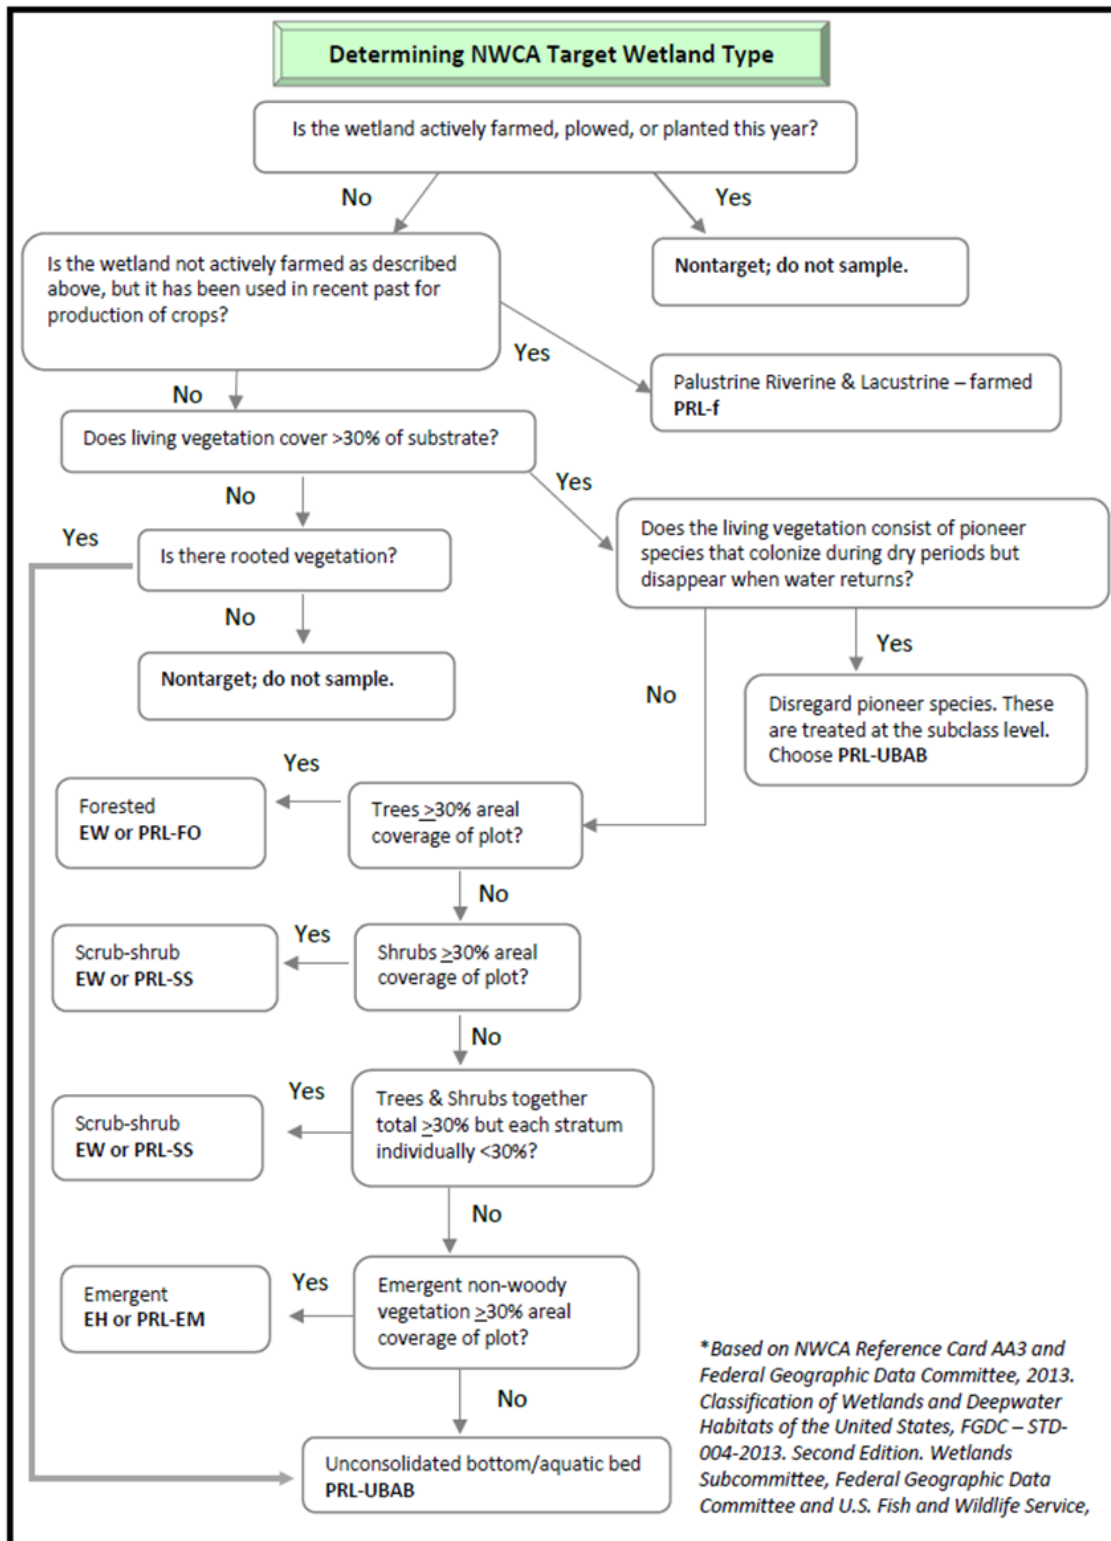 Determining NWCA Target Wetland Type
Is the wetland actively farmed, plowed, or planted this year?
No
Yes
Is the wetland not actively farmed as described
above, but it has been used in recent past for
production of crops?
Nontarget; do not sample.
Yes
No
Palustrine Riverine & Lacustrine – farmed
PRL-f
Does living vegetation cover >30% of substrate?
Yes
No
Yes
Is there rooted vegetation?
Does the living vegetation consist of pioneer
species that colonize during dry periods but
disappear when water returns?
No
Yes
Nontarget; do not sample.
No
Disregard pioneer species. These
are treated at the subclass level.
Choose PRL-UBAB
Yes
Forested
EW or PRL-FO
Trees ≥30% areal
coverage of plot?
No
Yes
Scrub-shrub
EW or PRL-SS
Shrubs ≥30% areal
coverage of plot?
No
Yes
Scrub-shrub
EW or PRL-SS
Trees & Shrubs together
total ≥30% but each stratum
individually <30%?
No
Yes
Emergent
EH or PRL-EM
Emergent non-woody
vegetation ≥30% areal
coverage of plot?
No
Unconsolidated bottom/aquatic bed
PRL-UBAB
*Based on NWCA Reference Card AA3 and
Federal Geographic Data Committee, 2013.
Classification of Wetlands and Deepwater
Habitats of the United States, FGDC – STD-
004-2013. Second Edition. Wetlands
Subcommittee, Federal Geographic Data
Committee and U.S. Fish and Wildlife Service,